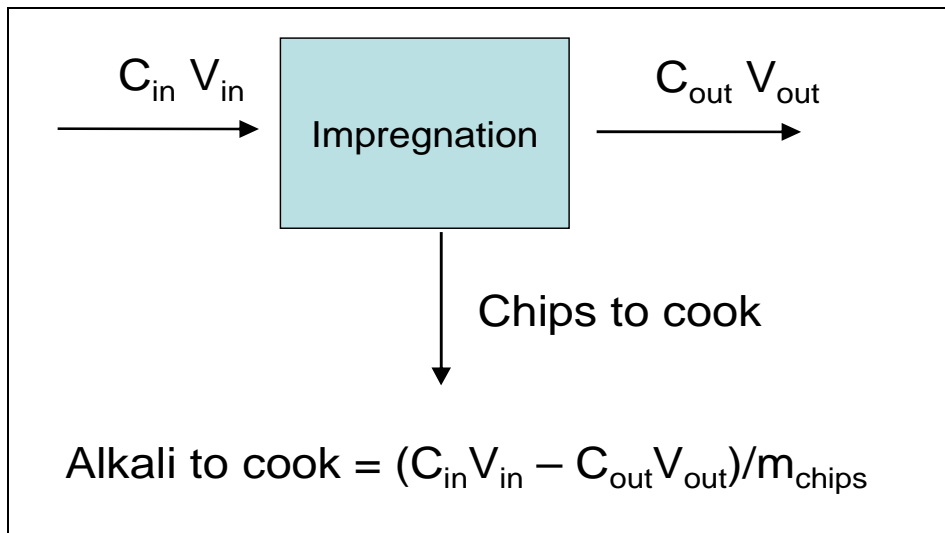 C_in V_in
C_out V_out
Impregnation
Chips to cook
Alkali to cook = (C_inV_in – C_outV_out)/m_chips